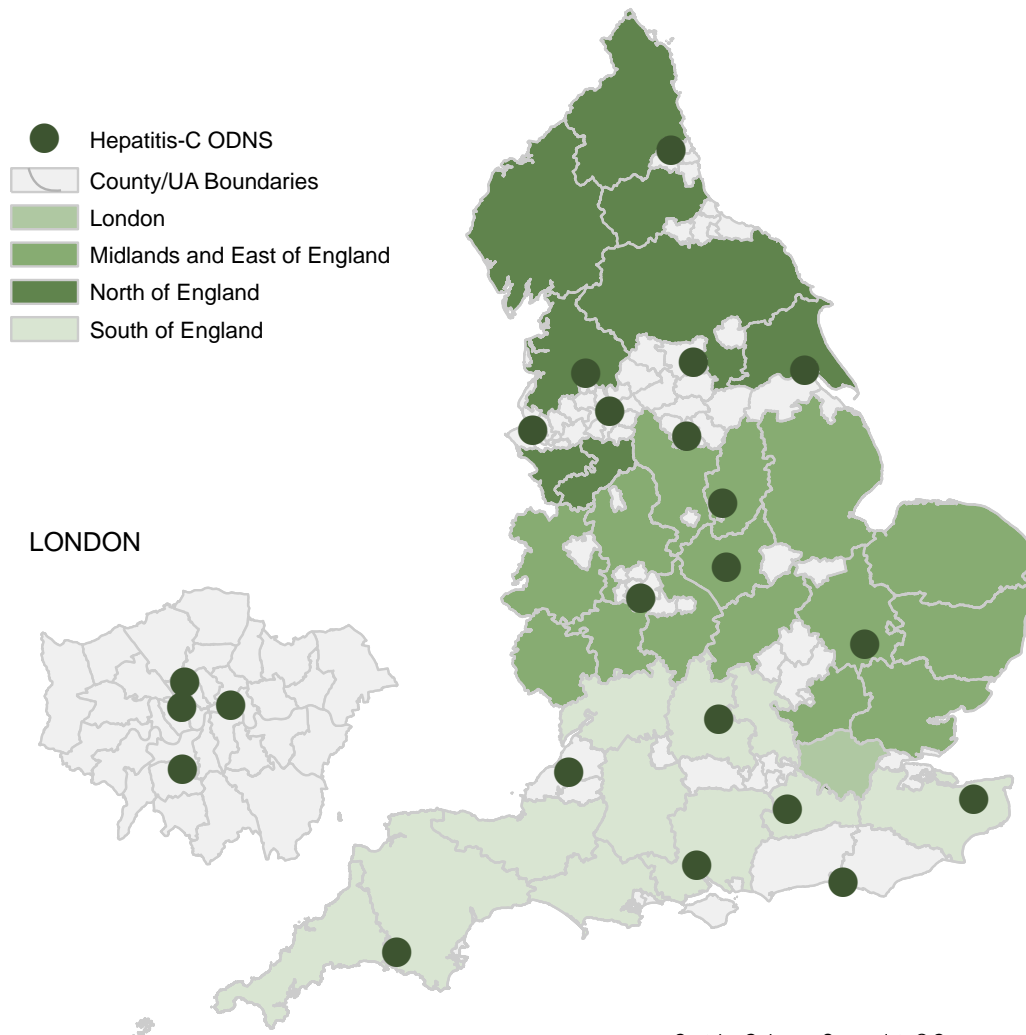 Hepatitis-C ODNS
County/UA Boundaries
London
Midlands and East of England
North of England
South of England
LONDON